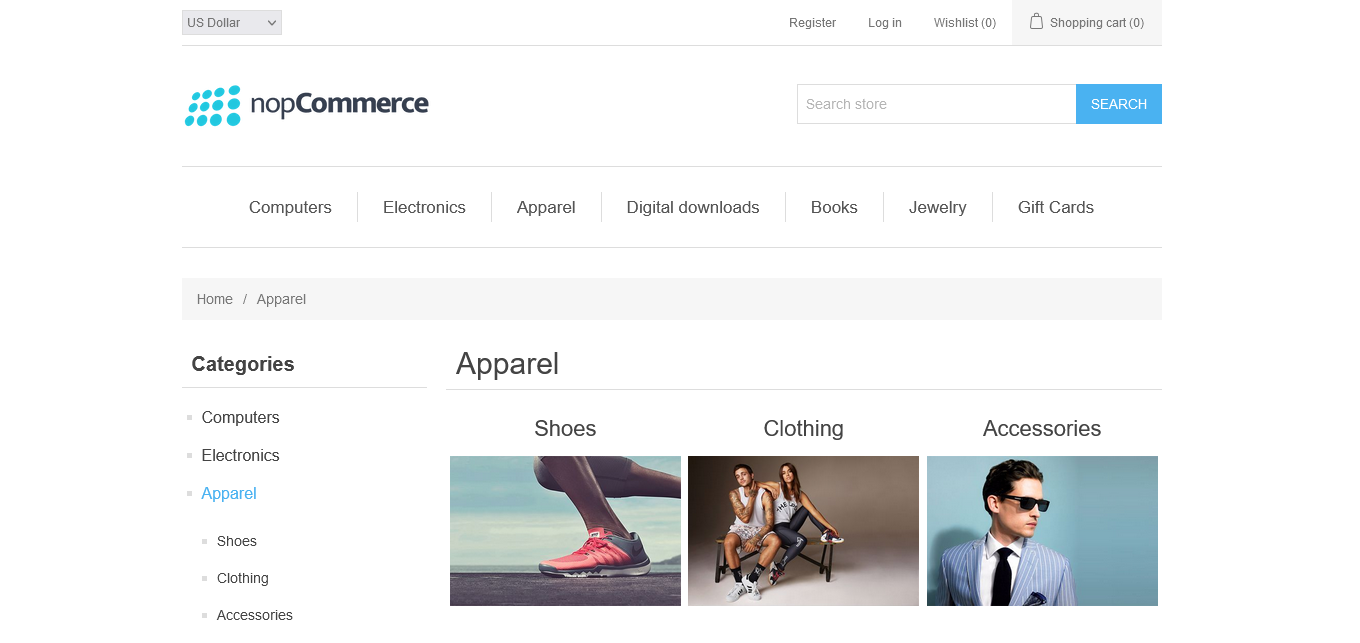 US Dollar
Register
Log in
Wishlist (0)
Shopping cart (0)
nopCommerce
Search store
SEARCH
Computers
Electronics
Apparel
Digital downloads
Books
Jewelry
Gift Cards
Home / Apparel
Categories
Computers
Electronics
Apparel
Shoes
Clothing
Accessories
Apparel
Shoes
Clothing
Accessories